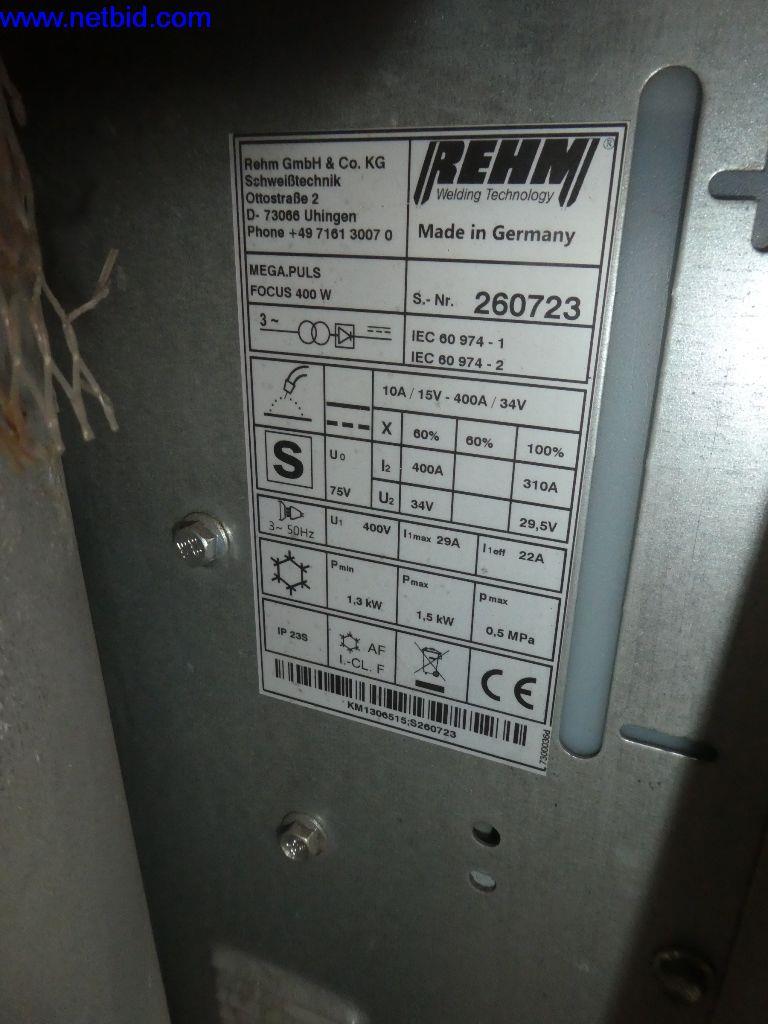 www.netbid.com
Rehm GmbH & Co. KG
Schweißtechnik
Ottostraße 2
D- 73066 Uhingen
Phone +49 7161 3007 0
REHM®
Welding Technology
Made in Germany
MEGA.PULS
FOCUS 400 W
S.- Nr. 260723
3 ~
IEC 60 974 - 1
IEC 60 974 - 2
10A / 15V - 400A / 34V
X 60% 60% 100%
S
U0
75V
I2 400A 310A
U2 34V 29,5V
3~ 50Hz
U1 400V
I1max 29A
I1eff 22A
Pmin
1,3 kW
Pmax
1,5 kW
pmax
0,5 MPa
IP 23S
AF
I.-CL. F
CE
KM1306515;S260723